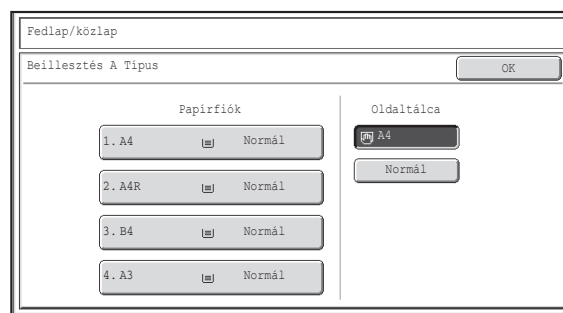 Fedlap/közlap
Beillesztés A Típus
OK
Papírfiók
Oldaltálca
1. A4 Normál
2. A4R Normál
3. B4 Normál
4. A3 Normál
A4
Normál